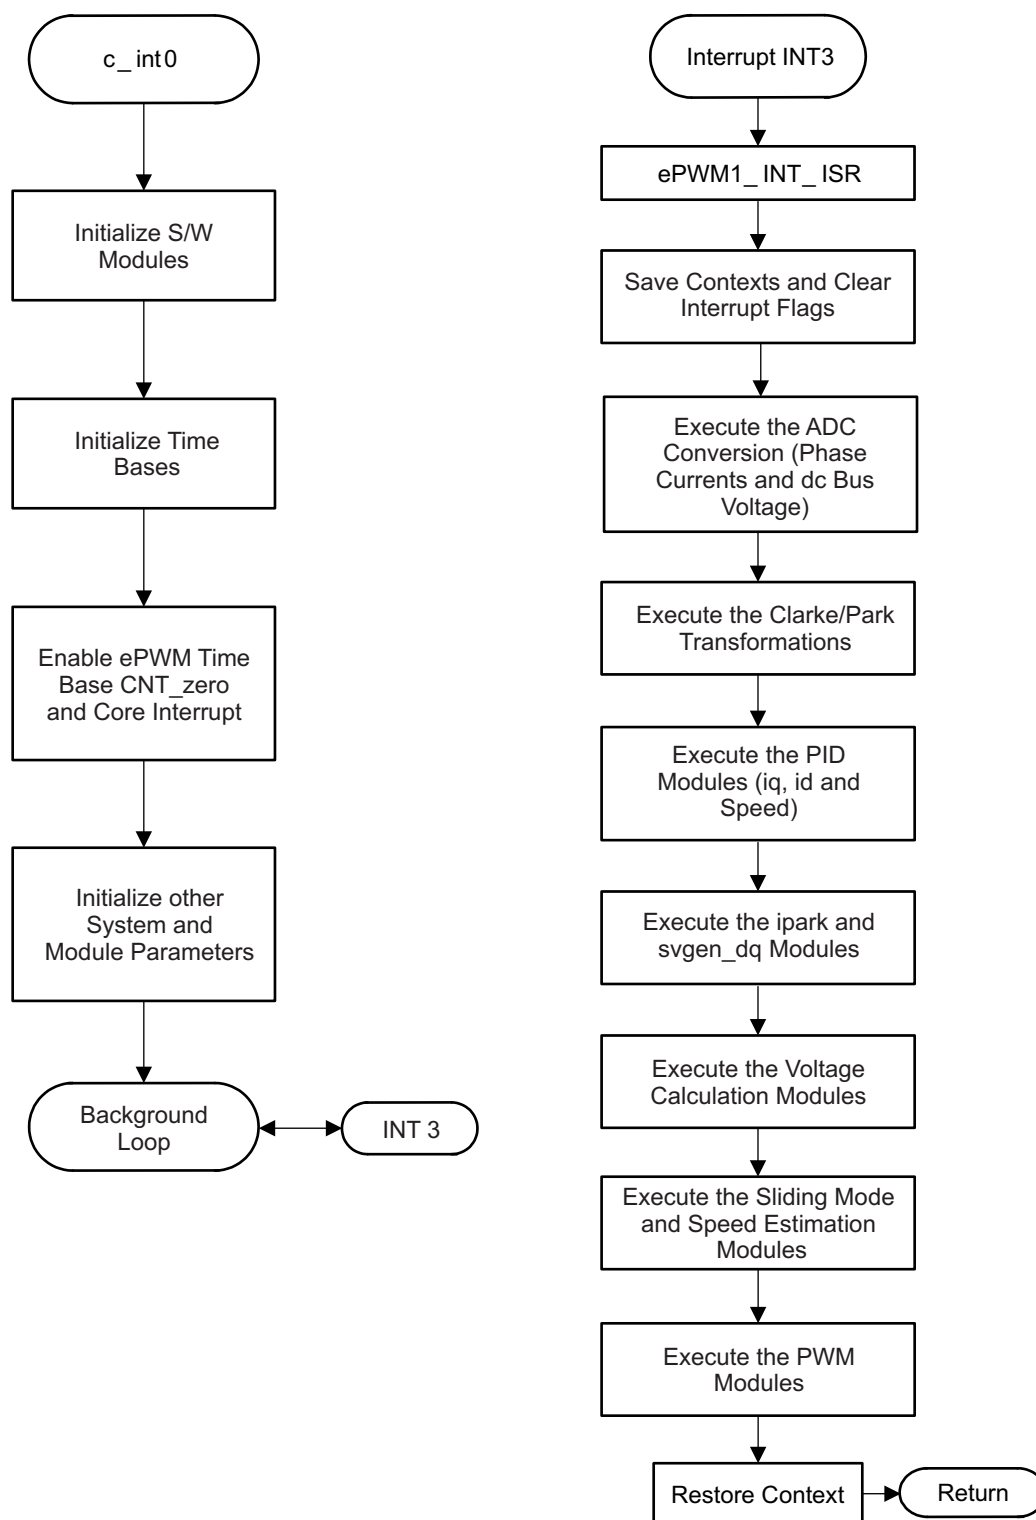 c_int0
Initialize S/W
Modules
Initialize Time
Bases
Enable ePWM Time
Base CNT_zero
and Core Interrupt
Initialize other
System and
Module Parameters
Background
Loop
INT 3
Interrupt INT3
ePWM1_INT_ISR
Save Contexts and Clear
Interrupt Flags
Execute the ADC
Conversion (Phase
Currents and dc Bus
Voltage)
Execute the Clarke/Park
Transformations
Execute the PID
Modules (iq, id and
Speed)
Execute the ipark and
svgen_dq Modules
Execute the Voltage
Calculation Modules
Execute the Sliding Mode
and Speed Estimation
Modules
Execute the PWM
Modules
Restore Context
Return